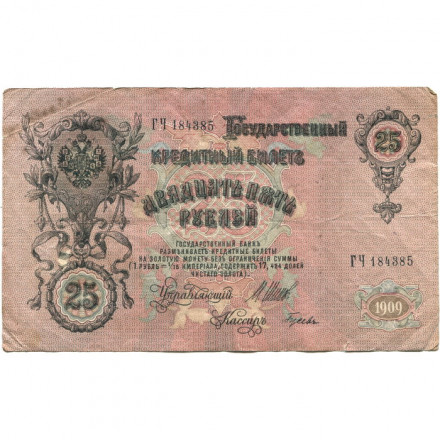 ГЧ 184385 Государственный 25
Кредитный Билетъ
Двадцать пять
Рублей
Государственный Банкъ
размѣниваетъ кредитные билеты
на золотую монету безъ ограниченія суммы
(1 рубль = 1/15 имперіала, содержитъ 17,424 долей
чистаго золота).
ГЧ 184385
25
Управляющій
Кассиръ
1909